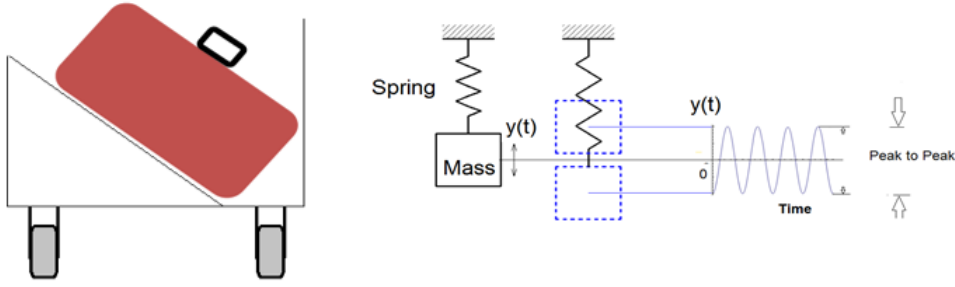 Spring
y(t)
Mass
y(t)
0
Time
Peak to Peak